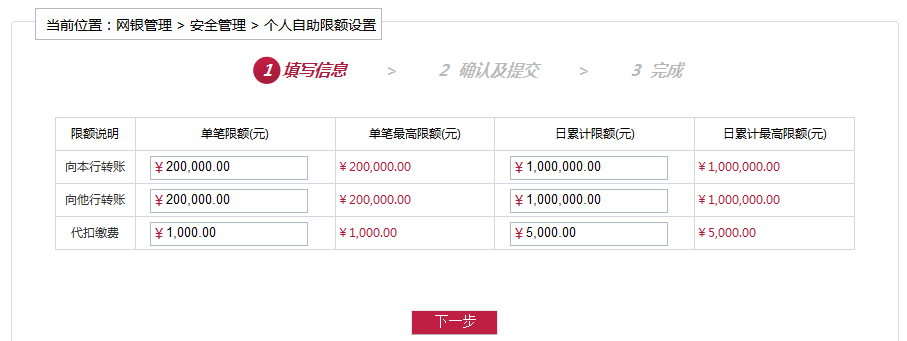 当前位置：网银管理 > 安全管理 > 个人自助限额设置
1 填写信息 > 2 确认及提交 > 3 完成
限额说明 单笔限额(元) 单笔最高限额(元) 日累计限额(元) 日累计最高限额(元)
向本行转账 ￥200,000.00 ￥200,000.00 ￥1,000,000.00 ￥1,000,000.00
向他行转账 ￥200,000.00 ￥200,000.00 ￥1,000,000.00 ￥1,000,000.00
代扣缴费 ￥1,000.00 ￥1,000.00 ￥5,000.00 ￥5,000.00
下一步